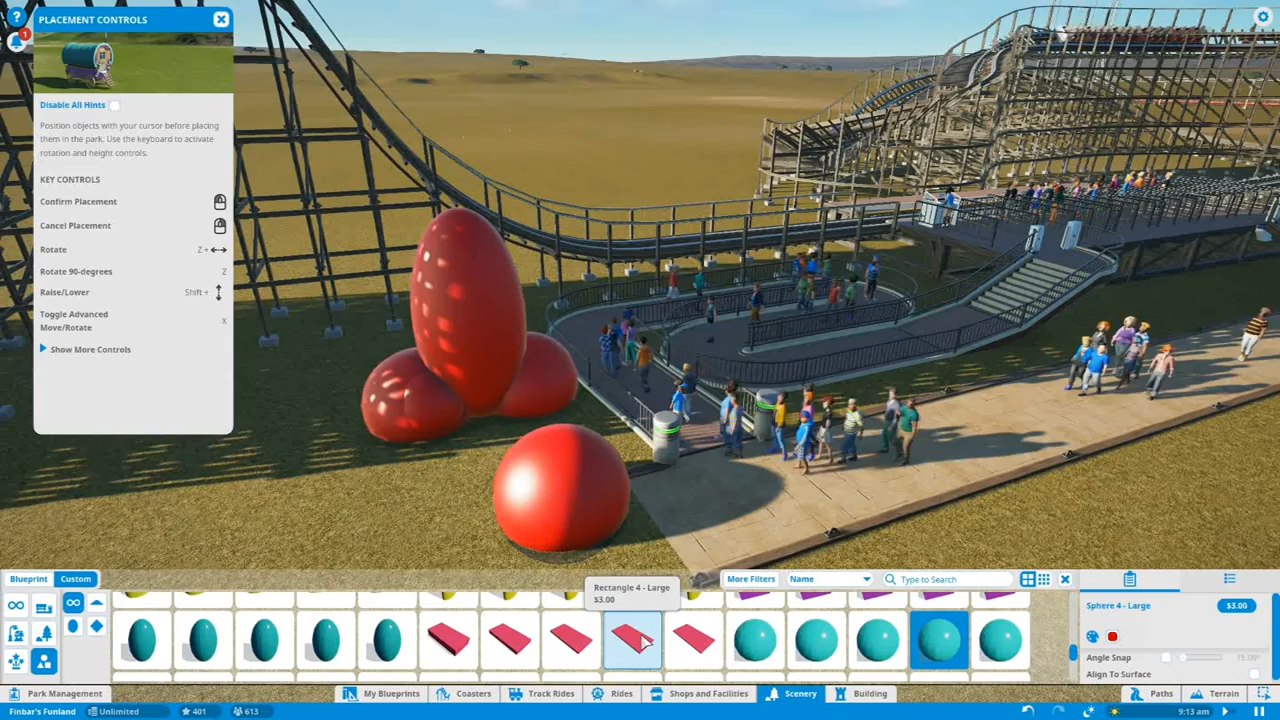 ?
PLACEMENT CONTROLS
1
Disable All Hints
Position objects with your cursor before placing
them in the park. Use the keyboard to activate
rotation and height controls.
KEY CONTROLS
Confirm Placement
Cancel Placement
Rotate Z +
Rotate 90-degrees Z
Raise/Lower Shift +
Toggle Advanced
Move/Rotate X
Show More Controls
Blueprint Custom
Rectangle 4 - Large
$3.00
More Filters Name Type to Search
Sphere 4 - Large $3.00
Angle Snap 15.00°
Align To Surface
Park Management My Blueprints Coasters Track Rides Rides Shops and Facilities Scenery Building Paths Terrain
Finbar's Funland Unlimited 401 613 9:13 am